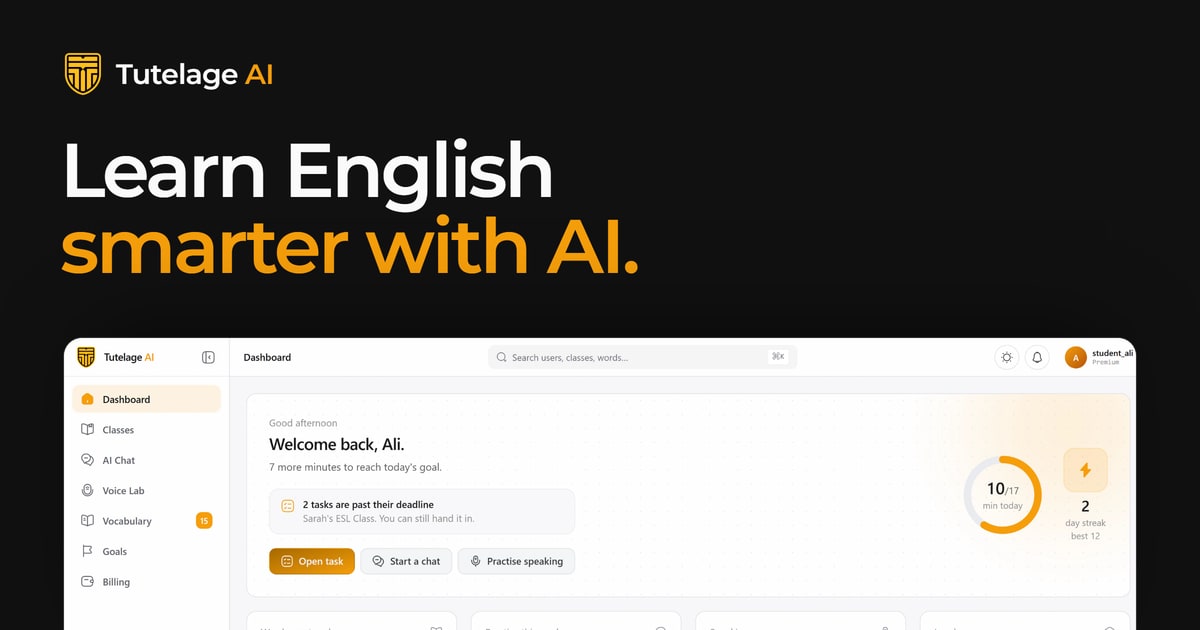 Tutelage AI
Learn English
smarter with AI.
Tutelage AI
Dashboard
Search users, classes, words...
⌘K
A
student_ali
Premium
Dashboard
Classes
AI Chat
Voice Lab
Vocabulary
15
Goals
Billing
Good afternoon
Welcome back, Ali.
7 more minutes to reach today's goal.
2 tasks are past their deadline
Sarah's ESL Class. You can still hand it in.
Open task
Start a chat
Practise speaking
10/17
min today
2
day streak
best 12